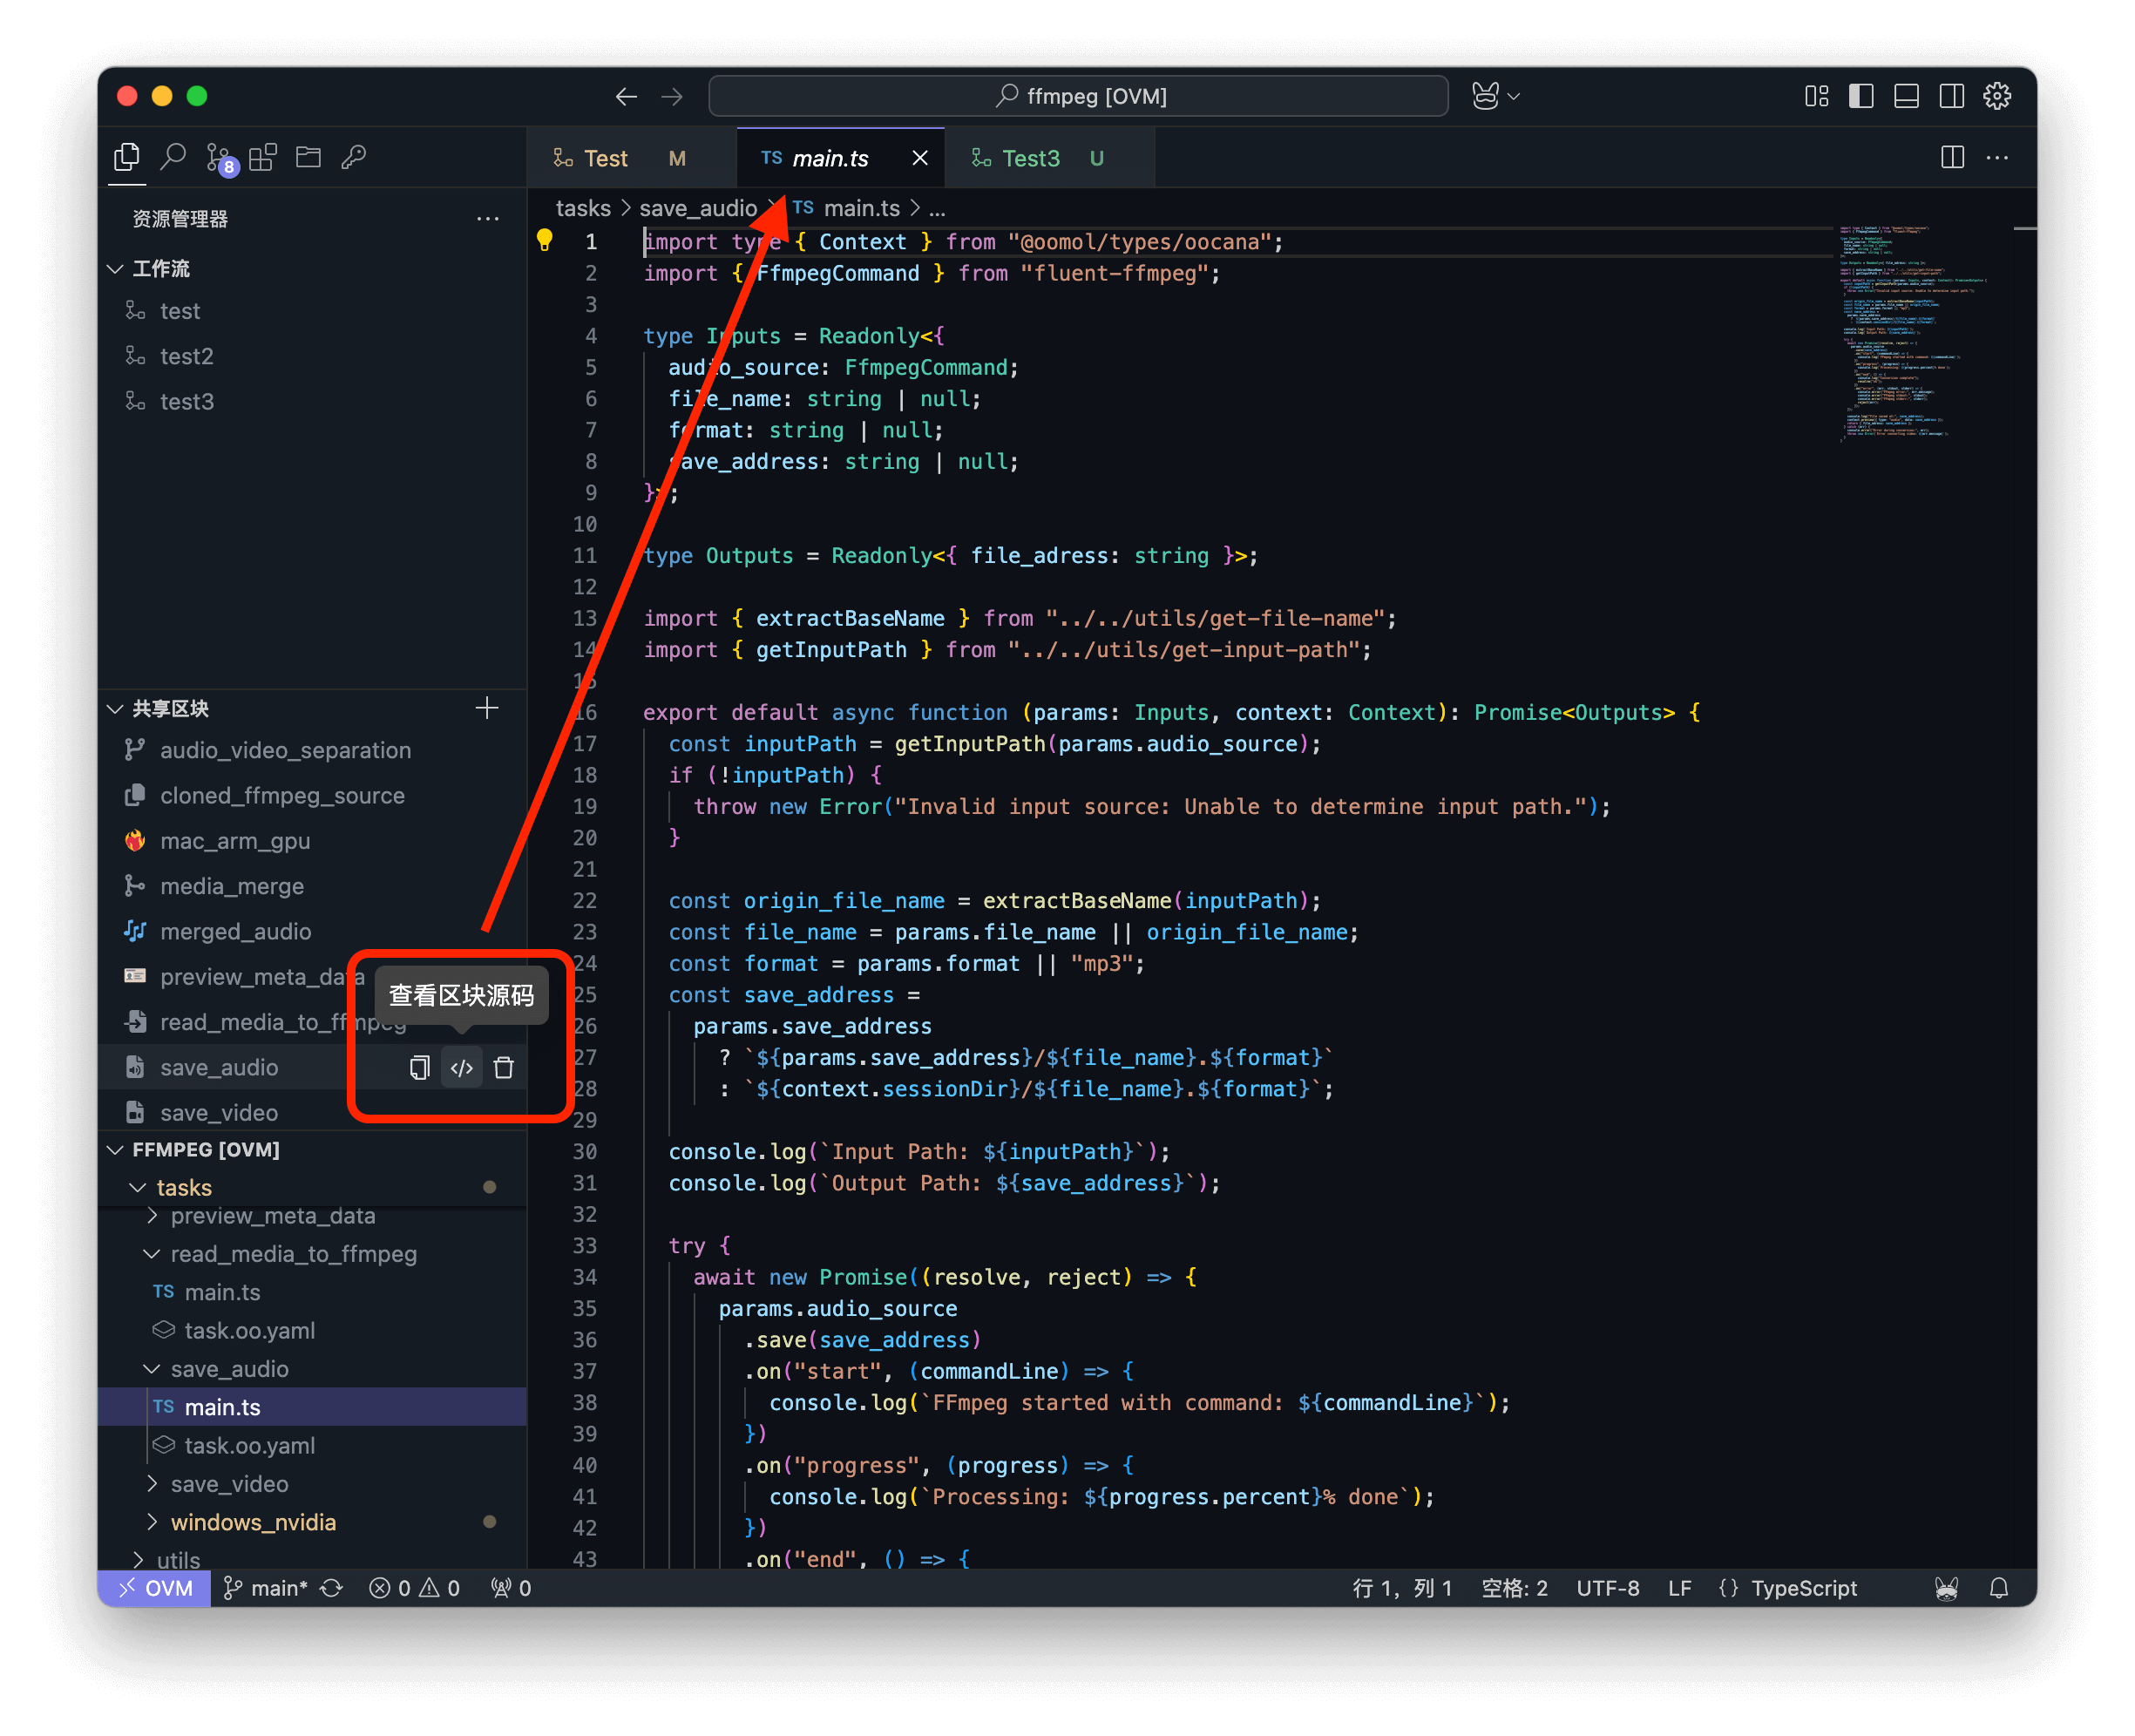 ffmpeg [OVM]
8
Test M
TS main.ts
Test3 U
资源管理器
工作流
test
test2
test3
共享区块
audio_video_separation
cloned_ffmpeg_source
mac_arm_gpu
media_merge
merged_audio
preview_meta_data
查看区块源码
read_media_to_ffmpeg
save_audio
save_video
FFMPEG [OVM]
tasks
preview_meta_data
read_media_to_ffmpeg
TS main.ts
task.oo.yaml
save_audio
TS main.ts
task.oo.yaml
save_video
windows_nvidia
utils
tasks > save_audio > TS main.ts > ...
1 import type { Context } from "@oomol/types/oocana";
2 import { FfmpegCommand } from "fluent-ffmpeg";
3
4 type Inputs = Readonly<{
5 audio_source: FfmpegCommand;
6 file_name: string | null;
7 format: string | null;
8 save_address: string | null;
9 }>;
10
11 type Outputs = Readonly<{ file_adress: string }>;
12
13 import { extractBaseName } from "../../utils/get-file-name";
14 import { getInputPath } from "../../utils/get-input-path";
15
16 export default async function (params: Inputs, context: Context): Promise<Outputs> {
17 const inputPath = getInputPath(params.audio_source);
18 if (!inputPath) {
19 throw new Error("Invalid input source: Unable to determine input path.");
20 }
21
22 const origin_file_name = extractBaseName(inputPath);
23 const file_name = params.file_name || origin_file_name;
24 const format = params.format || "mp3";
25 const save_address =
26 params.save_address
27 ? `${params.save_address}/${file_name}.${format}`
28 : `${context.sessionDir}/${file_name}.${format}`;
29
30 console.log(`Input Path: ${inputPath}`);
31 console.log(`Output Path: ${save_address}`);
32
33 try {
34 await new Promise((resolve, reject) => {
35 params.audio_source
36 .save(save_address)
37 .on("start", (commandLine) => {
38 console.log(`FFmpeg started with command: ${commandLine}`);
39 })
40 .on("progress", (progress) => {
41 console.log(`Processing: ${progress.percent}% done`);
42 })
43 .on("end", () => {
OVM main* 0 0 0
行 1，列 1 空格: 2 UTF-8 LF {} TypeScript